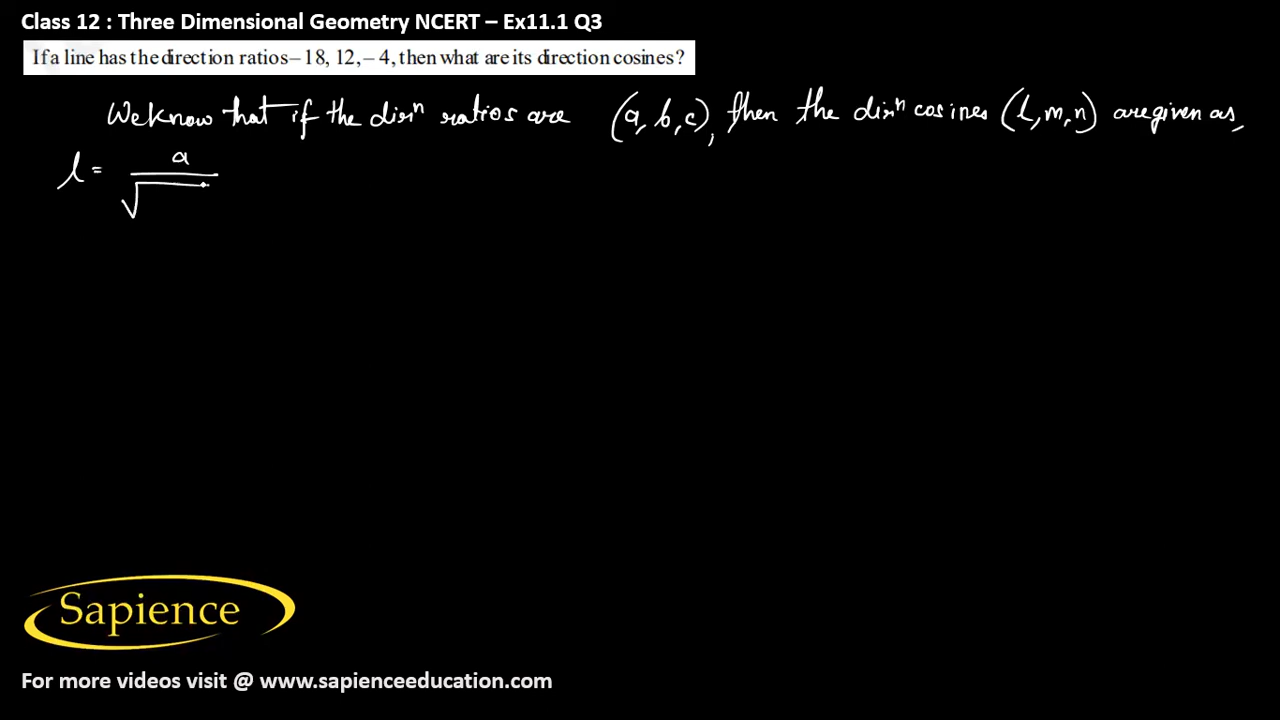 Class 12 : Three Dimensional Geometry NCERT – Ex11.1 Q3
If a line has the direction ratios – 18, 12, – 4, then what are its direction cosines?
We know that if the dirⁿ ratios are (a, b, c), then the dirⁿ cosines (l, m, n) are given as,
l = a / √
Sapience
For more videos visit @ www.sapienceeducation.com